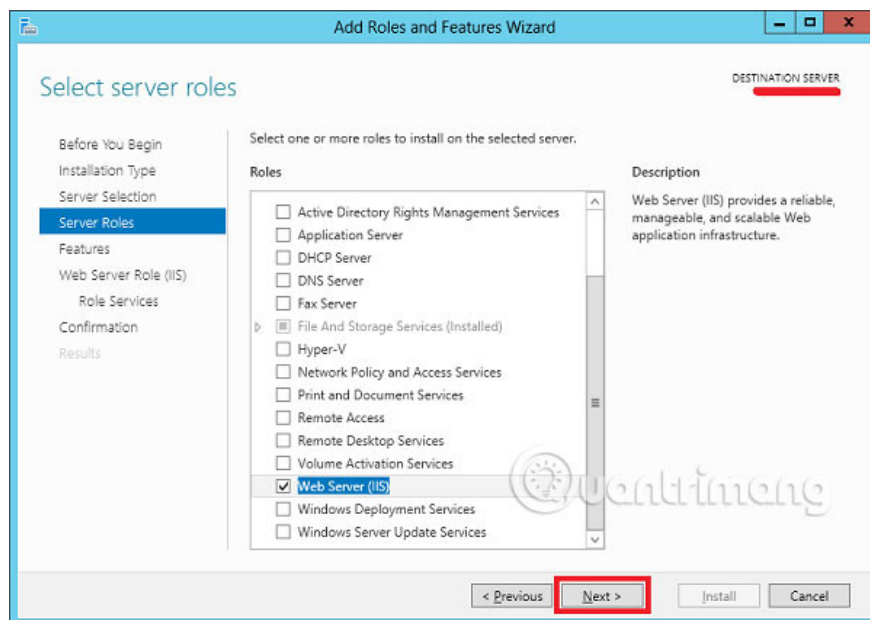 Add Roles and Features Wizard
Select server roles
DESTINATION SERVER
Before You Begin
Installation Type
Server Selection
Server Roles
Features
Web Server Role (IIS)
Role Services
Confirmation
Results
Select one or more roles to install on the selected server.
Roles
Active Directory Rights Management Services
Application Server
DHCP Server
DNS Server
Fax Server
File And Storage Services (Installed)
Hyper-V
Network Policy and Access Services
Print and Document Services
Remote Access
Remote Desktop Services
Volume Activation Services
Web Server (IIS)
Windows Deployment Services
Windows Server Update Services
Description
Web Server (IIS) provides a reliable,
manageable, and scalable Web
application infrastructure.
Quantrimang
< Previous
Next >
Install
Cancel